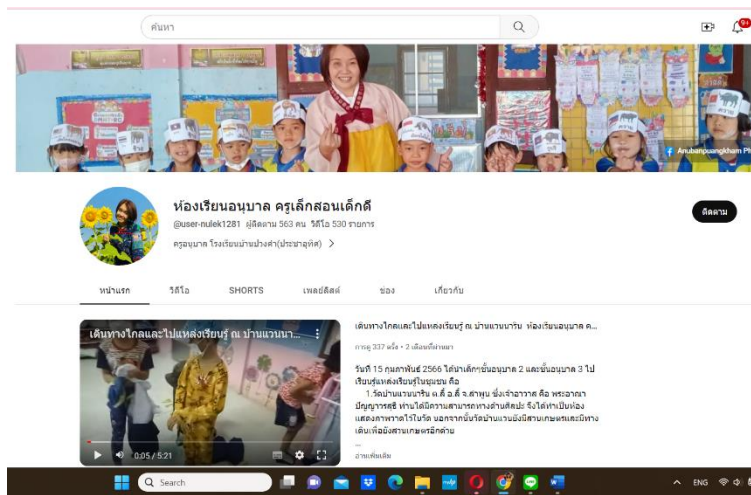 ค้นหา
9+
Anubanpuangkham Ph
ห้องเรียนอนุบาล ครูเล็กสอนเด็กดี
@user-nulek1281 ผู้ติดตาม 563 คน วิดีโอ 530 รายการ
ครูอนุบาล โรงเรียนบ้านปวงคำ(ประชาอุทิศ) >
ติดตาม
หน้าแรก วิดีโอ SHORTS เพลย์ลิสต์ ช่อง เกี่ยวกับ
เดินทางไกลและไปแหล่งเรียนรู้ ณ บ้านแวนนา...
0:05 / 5:21
เดินทางไกลและไปแหล่งเรียนรู้ ณ บ้านแวนนาริน ห้องเรียนอนุบาล ค...
การดู 337 ครั้ง • 2 เดือนที่ผ่านมา
วันที่ 15 กุมภาพันธ์ 2566 ได้นำเด็กๆชั้นอนุบาล 2 และชั้นอนุบาล 3 ไป
เรียนรู้แหล่งเรียนรู้ในชุมชน คือ
1.วัดบ้านแวนนาริน ต.ลี้ อ.ลี้ จ.ลำพูน ซึ่งเจ้าอาวาส คือ พระอาณา
ปัญญาวรสุธี ท่านได้มีความสามารถทางด้านศิลปะ จึงได้ทำเป็นห้อง
แสดงภาพวาดไว้ในวัด นอกจากนั้นวัดบ้านแวนยังมีสวนเกษตรและมีทาง
เดินเพื่อยังสวนเกษตรอีกด้วย
...
อ่านเพิ่มเติม
Search
ENG